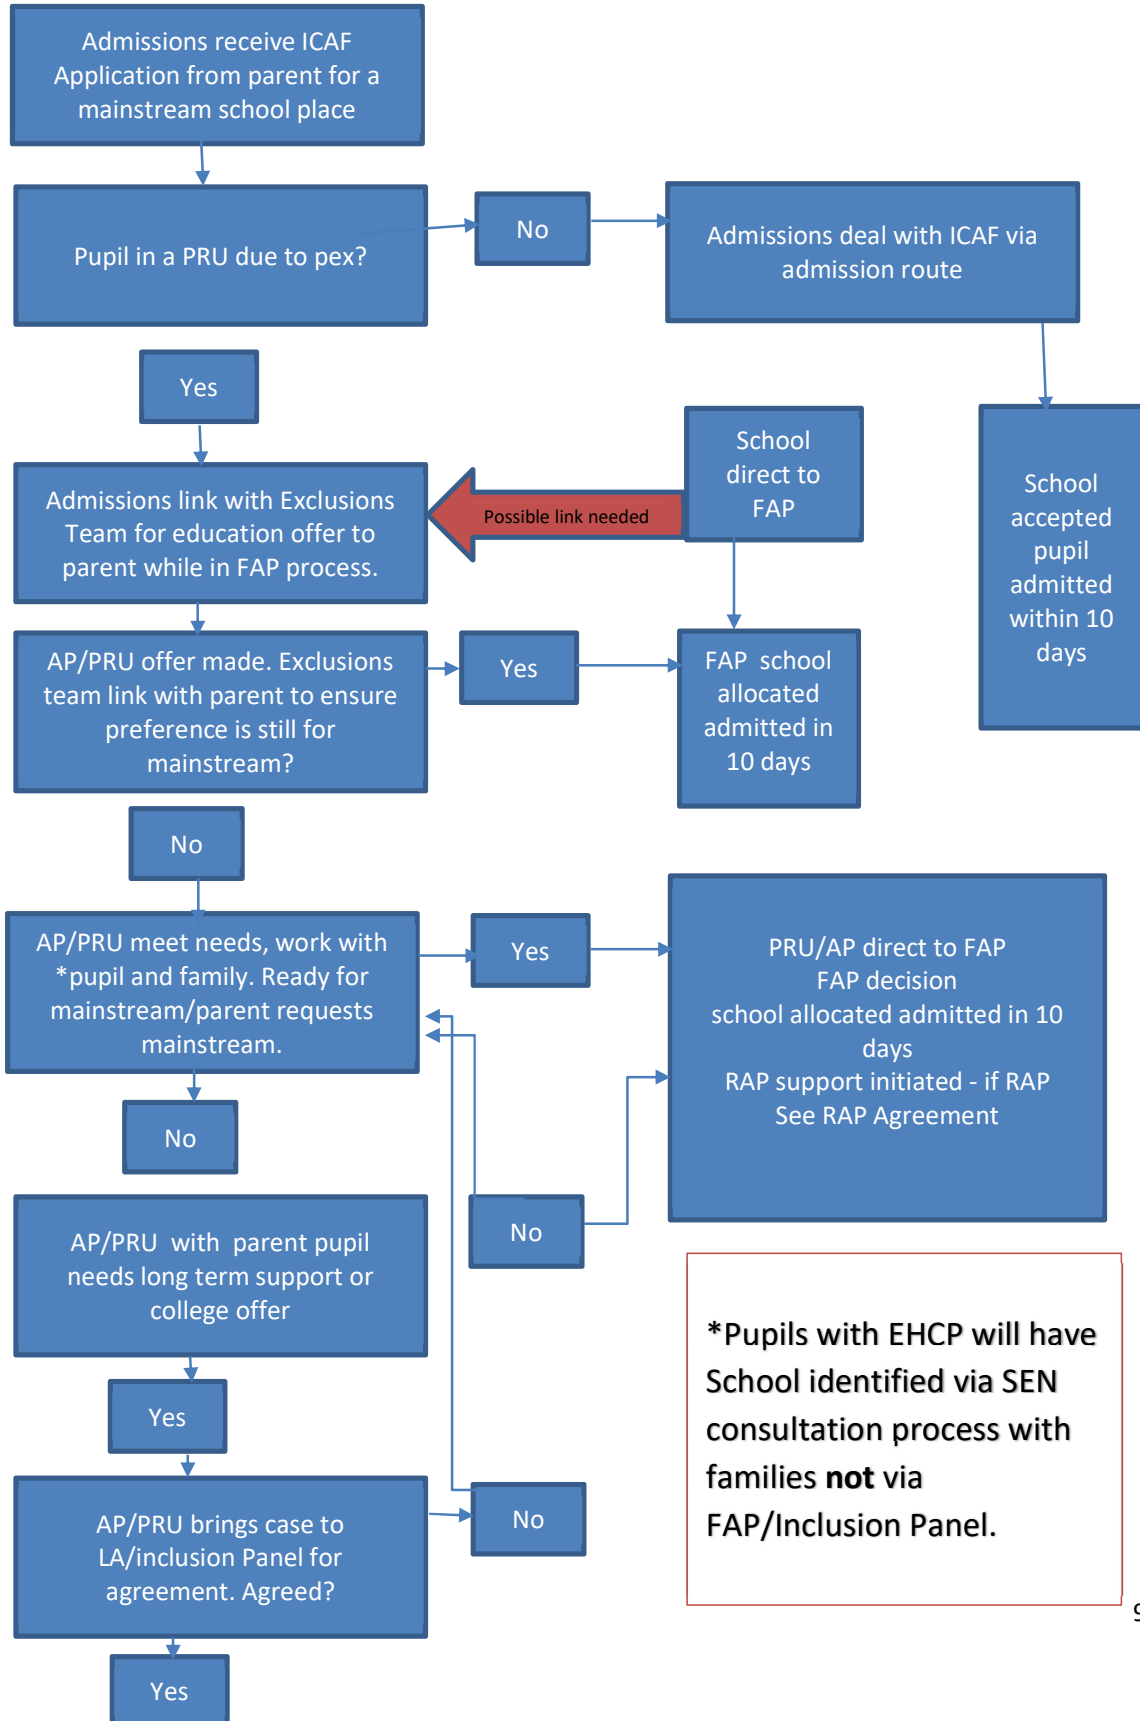 Admissions receive ICAF
Application from parent for a
mainstream school place
Pupil in a PRU due to pex?
No
Admissions deal with ICAF via
admission route
Yes
School
direct to
FAP
School
accepted
pupil
admitted
within 10
days
Admissions link with Exclusions
Team for education offer to
parent while in FAP process.
Possible link needed
AP/PRU offer made. Exclusions
team link with parent to ensure
preference is still for
mainstream?
Yes
FAP school
allocated
admitted in
10 days
No
AP/PRU meet needs, work with
*pupil and family. Ready for
mainstream/parent requests
mainstream.
Yes
PRU/AP direct to FAP
FAP decision
school allocated admitted in 10
days
RAP support initiated - if RAP
See RAP Agreement
No
No
AP/PRU with parent pupil
needs long term support or
college offer
*Pupils with EHCP will have
School identified via SEN
consultation process with
families not via
FAP/Inclusion Panel.
Yes
AP/PRU brings case to
LA/inclusion Panel for
agreement. Agreed?
No
Yes
9